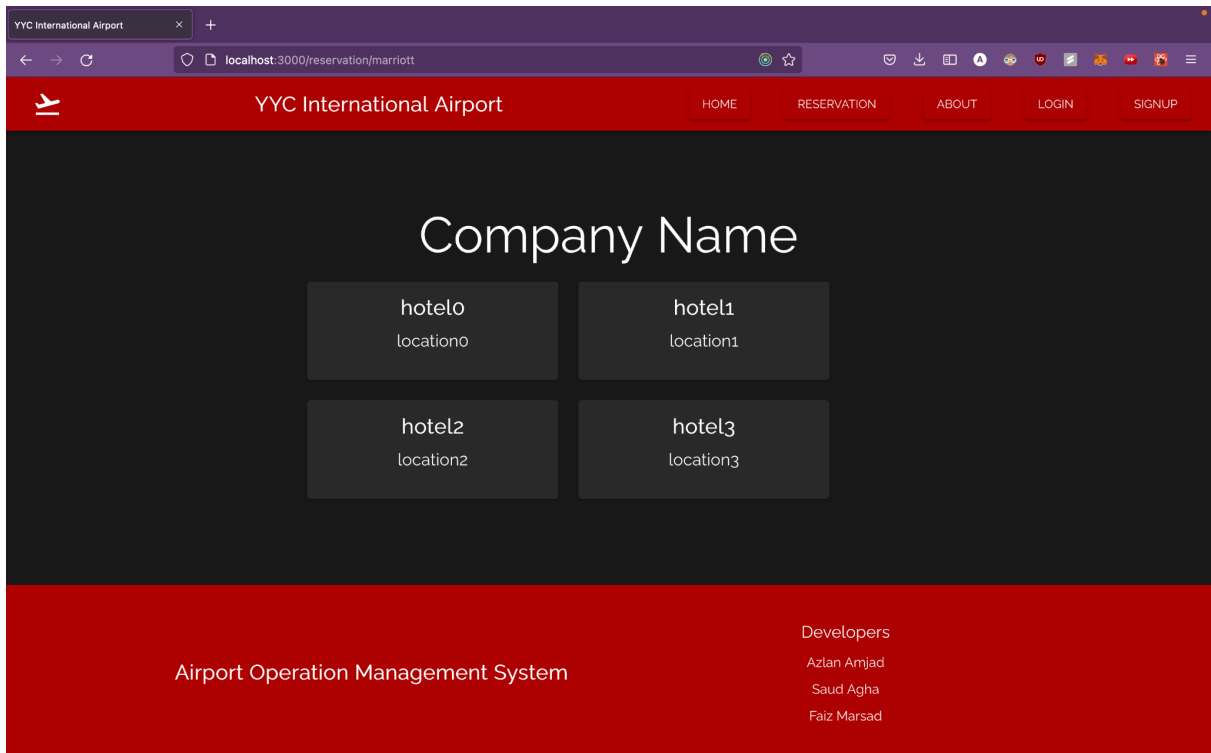 YYC International Airport
localhost:3000/reservation/marriott
YYC International Airport HOME RESERVATION ABOUT LOGIN SIGNUP
Company Name
hotel0 hotel1
location0 location1
hotel2 hotel3
location2 location3
Airport Operation Management System
Developers
Azlan Amjad
Saud Agha
Faiz Marsad